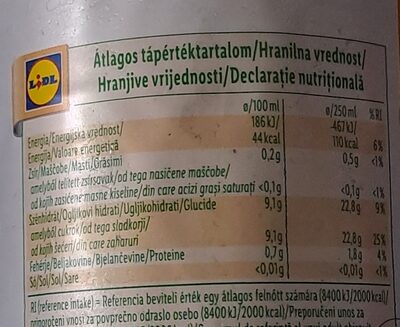 LIDL
Átlagos tápértéktartalom/Hranilna vrednost/
Hranjive vrijednosti/Declarație nutrițională
ø/100 ml ø/250 ml %RI
Energia/Energijska vrednost/ 186 kJ/ 467 kJ/
Energija/Valoare energetică 44 kcal 110 kcal 6%
Zsír/Maščobe/Masti/Grăsimi 0,2g 0,5g <1%
amelyből telített zsírsavak/od tega nasičene maščobe/
od kojih zasićene masne kiseline/din care acizi grași saturați <0,1g <0,1g <1%
Szénhidrát/Ogljikovi hidrati/Ugljikohidrati/Glucide 9,1g 22,8g 9%
amelyből cukrok/od tega sladkorji/
od kojih šećeri/din care zaharuri 9,1g 22,8g 25%
Fehérje/Beljakovine/Bjelančevine/Proteine 0,7g 1,8g 4%
Só/Sol/Sol/Sare <0,01g <0,01g <1%
RI (reference intake) = Referencia beviteli érték egy átlagos felnőtt számára (8400 kJ/2000 kcal)/
priporočeni vnosi za povprečno odraslo osebo (8400 kJ/2000 kcal)/Preporučeni unos za